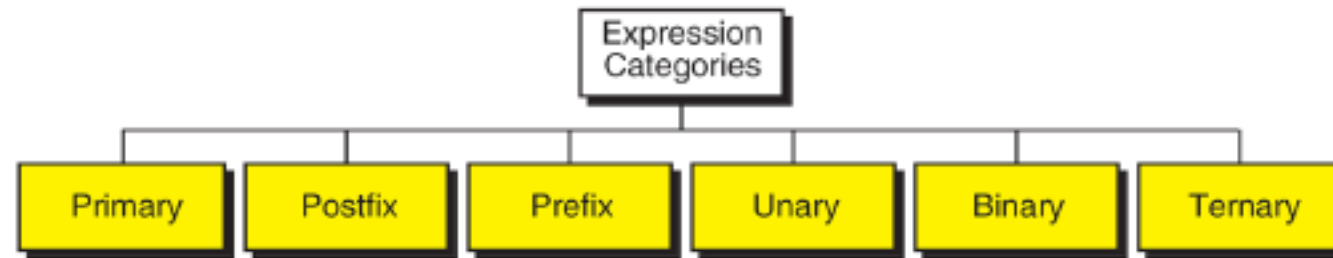 Expression
Categories
Primary
Postfix
Prefix
Unary
Binary
Ternary